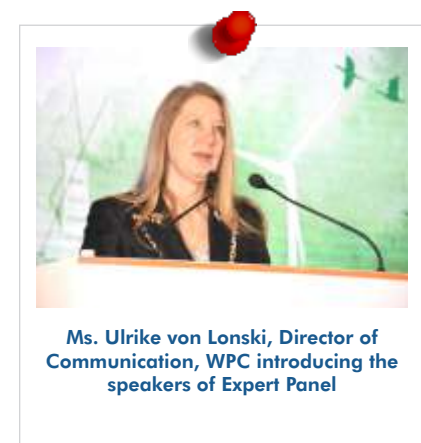 Ms. Ulrike von Lonski, Director of
Communication, WPC introducing the
speakers of Expert Panel